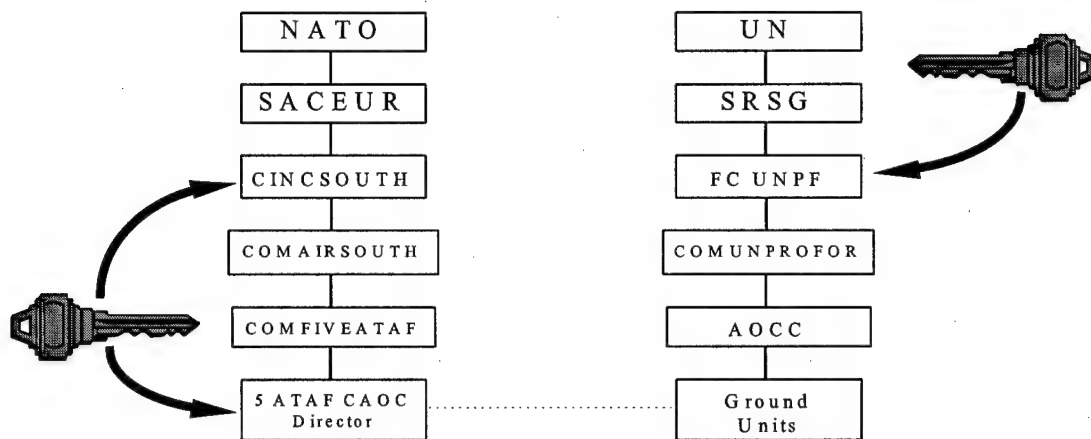 NATO
UN
SACEUR
SRSG
CINCSOUTH
FC UNPF
COMAIRSOUTH
COMUNPROFOR
COMFIVEATAF
AOCC
5 ATAF CAOC
Director
Ground
Units